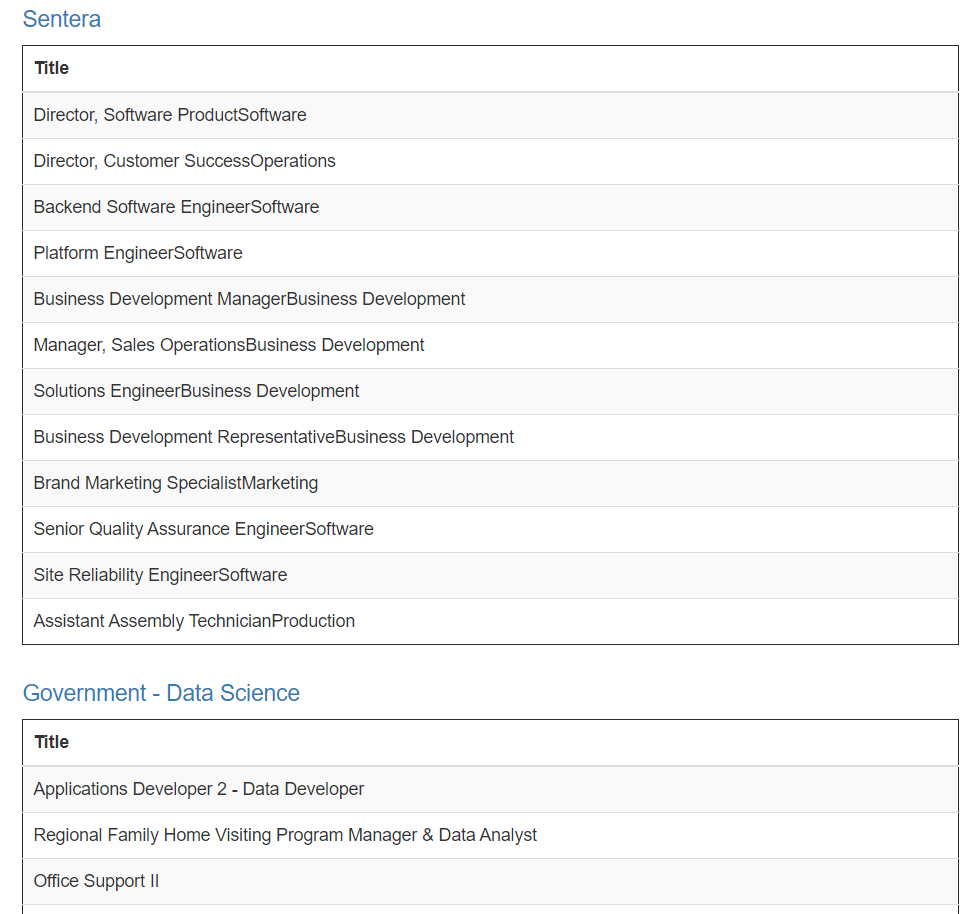 Sentera
Title
Director, Software ProductSoftware
Director, Customer SuccessOperations
Backend Software EngineerSoftware
Platform EngineerSoftware
Business Development ManagerBusiness Development
Manager, Sales OperationsBusiness Development
Solutions EngineerBusiness Development
Business Development RepresentativeBusiness Development
Brand Marketing SpecialistMarketing
Senior Quality Assurance EngineerSoftware
Site Reliability EngineerSoftware
Assistant Assembly TechnicianProduction
Government - Data Science
Title
Applications Developer 2 - Data Developer
Regional Family Home Visiting Program Manager & Data Analyst
Office Support II